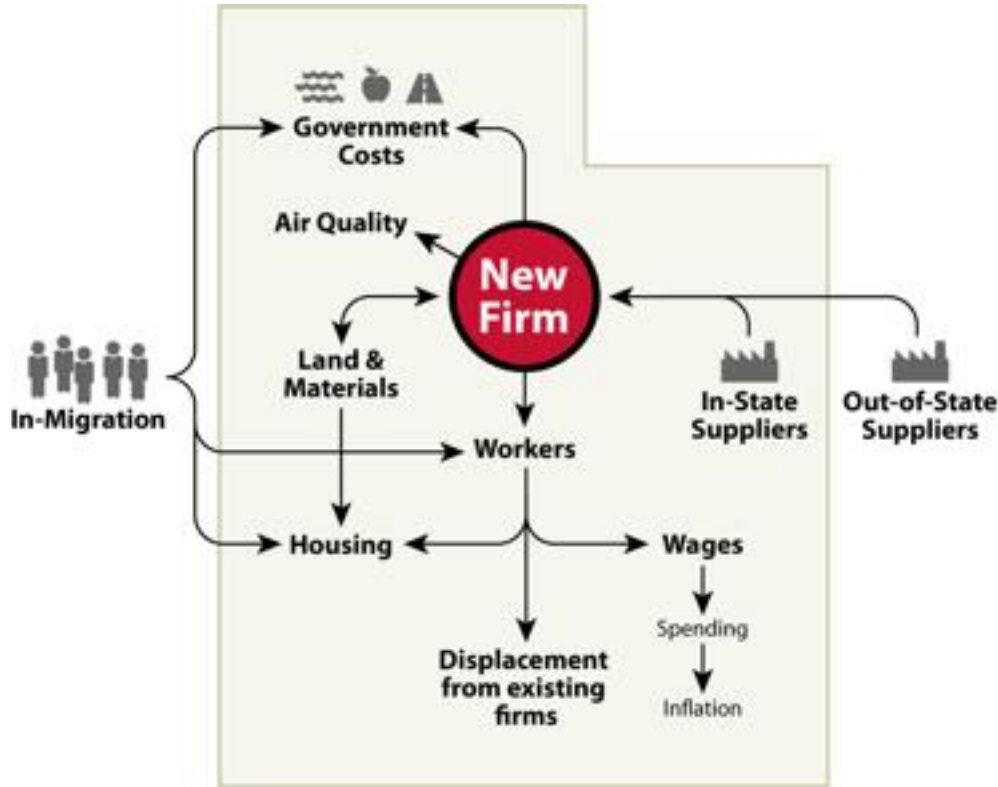 Government
Costs
Air Quality
New
Firm
Land &
Materials
In-Migration
In-State
Suppliers
Out-of-State
Suppliers
Workers
Housing
Wages
Spending
Displacement
from existing
firms
Inflation